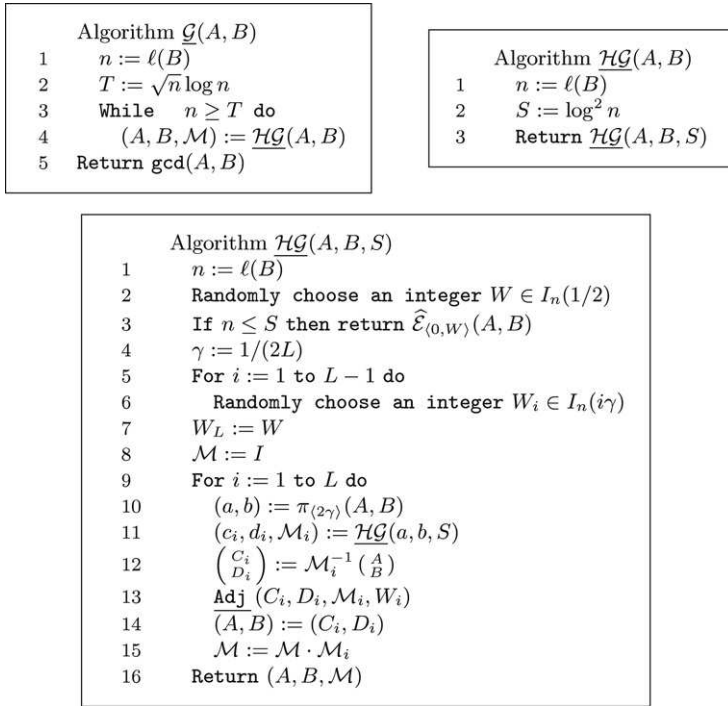 Algorithm 𝒢(A, B)
1 n := ℓ(B)
2 T := √n log n
3 While n ≥ T do
4 (A, B, ℳ) := ℋ𝒢(A, B)
5 Return gcd(A, B)
Algorithm ℋ𝒢(A, B)
1 n := ℓ(B)
2 S := log² n
3 Return ℋ𝒢(A, B, S)
Algorithm ℋ𝒢(A, B, S)
1 n := ℓ(B)
2 Randomly choose an integer W ∈ Iₙ(1/2)
3 If n ≤ S then return ℰ̂⟨0,W⟩(A, B)
4 γ := 1/(2L)
5 For i := 1 to L − 1 do
6 Randomly choose an integer Wᵢ ∈ Iₙ(iγ)
7 W_L := W
8 ℳ := I
9 For i := 1 to L do
10 (a, b) := π⟨2γ⟩(A, B)
11 (cᵢ, dᵢ, ℳᵢ) := ℋ𝒢(a, b, S)
12 (Cᵢ Dᵢ) := ℳᵢ⁻¹ (A B)
13 Adj (Cᵢ, Dᵢ, ℳᵢ, Wᵢ)
14 (A, B) := (Cᵢ, Dᵢ)
15 ℳ := ℳ · ℳᵢ
16 Return (A, B, ℳ)